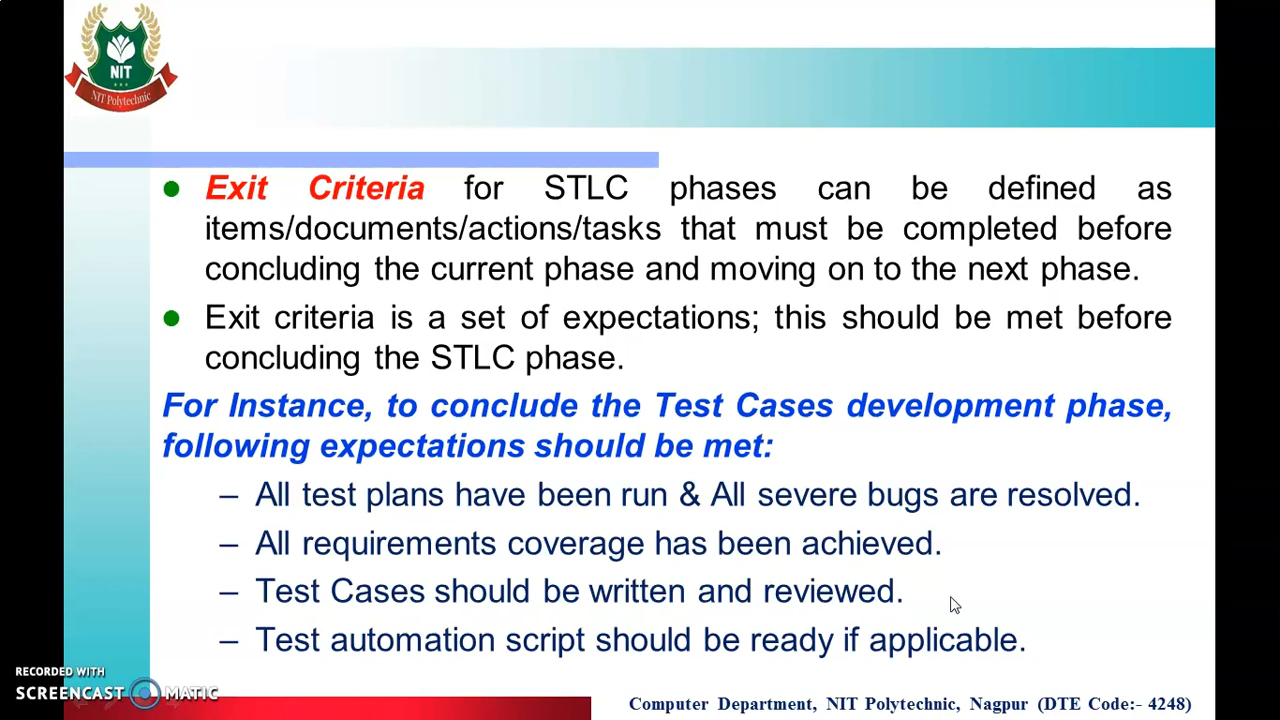 NIT
NIT Polytechnic
● Exit Criteria for STLC phases can be defined as
items/documents/actions/tasks that must be completed before
concluding the current phase and moving on to the next phase.
● Exit criteria is a set of expectations; this should be met before
concluding the STLC phase.
For Instance, to conclude the Test Cases development phase,
following expectations should be met:
– All test plans have been run & All severe bugs are resolved.
– All requirements coverage has been achieved.
– Test Cases should be written and reviewed.
– Test automation script should be ready if applicable.
RECORDED WITH
SCREENCAST MATIC
Computer Department, NIT Polytechnic, Nagpur (DTE Code:- 4248)